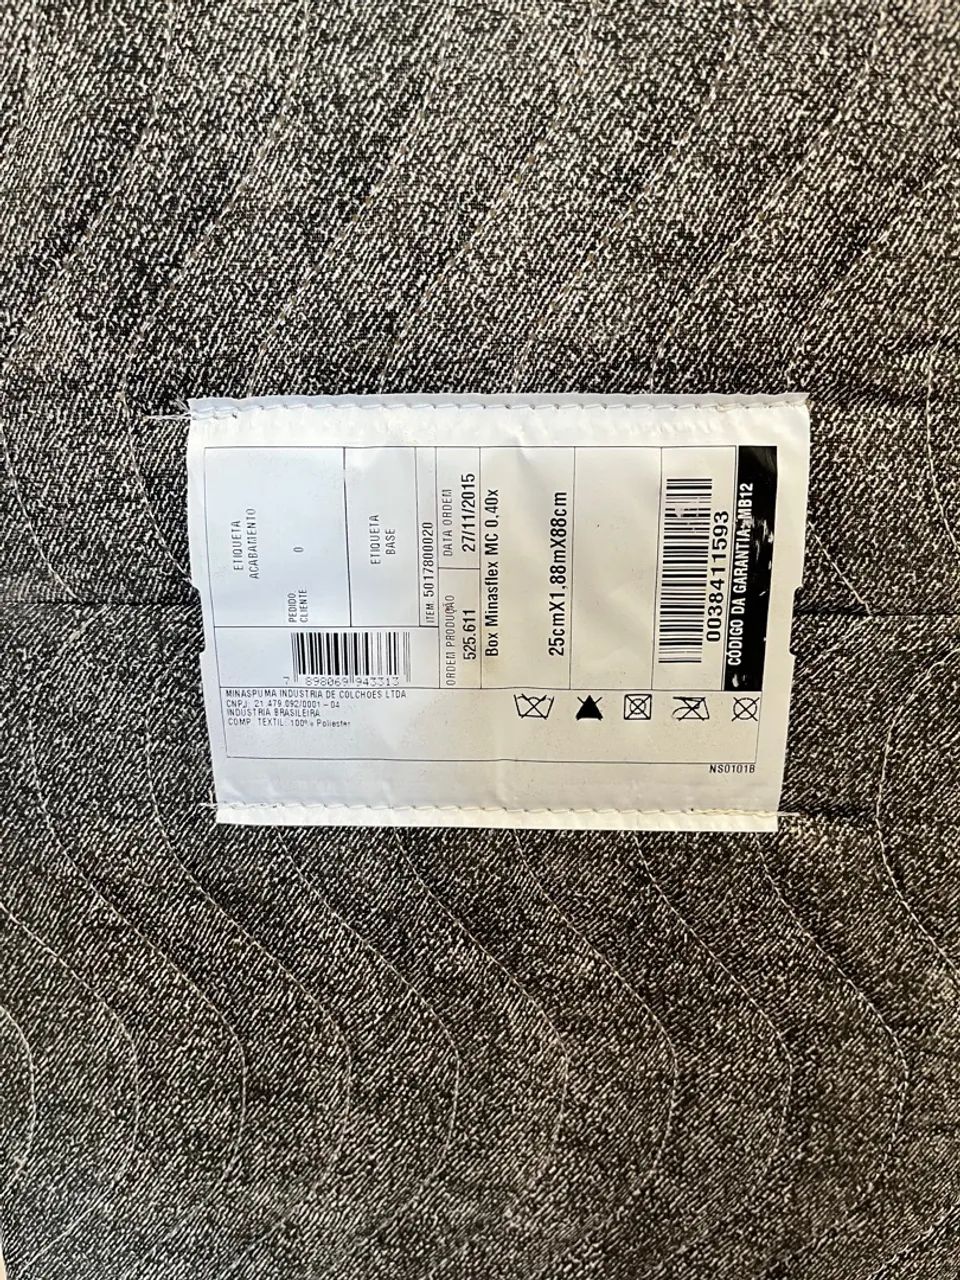 ETIQUETA
ACABAMENTO
0
PEDIDO.
CLIENTE
ETIQUETA
BASE
ITEM: 5017800020
ORDEM PRODUÇÃO
525.611
DATA ORDEM
27/11/2015
Box Minasflex MC 0,40x
25cmX1,88mX88cm
0038411593
CÓDIGO DA GARANTIA-MB12
7 898069 943313
MINASPUMA INDUSTRIA DE COLCHOES LTDA
CNPJ: 21.479.092/0001-04
INDUSTRIA BRASILEIRA
COMP. TEXTIL: 100% Poliester
NS0101B